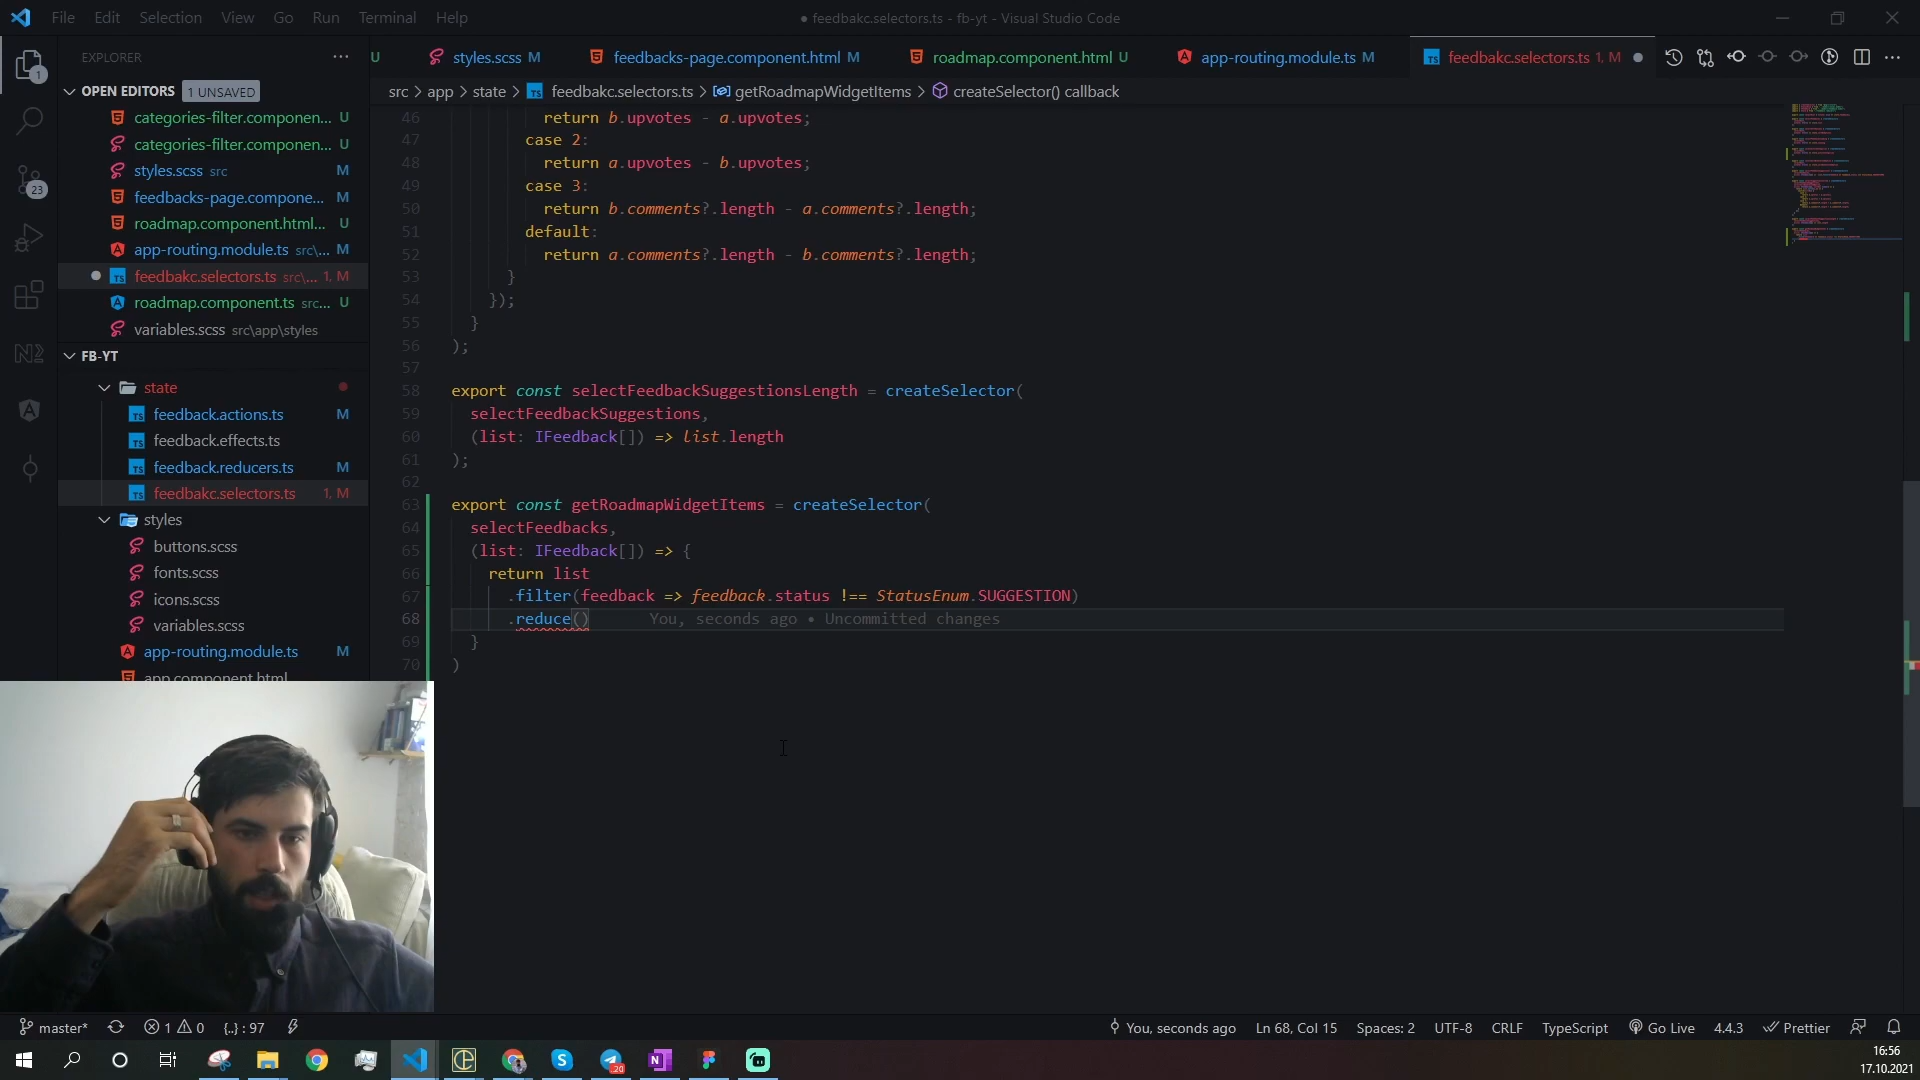 File Edit Selection View Go Run Terminal Help
● feedbakc.selectors.ts - fb-yt - Visual Studio Code
EXPLORER
OPEN EDITORS 1 UNSAVED
categories-filter.componen... U
categories-filter.componen... U
styles.scss src M
feedbacks-page.compone... M
roadmap.component.html... U
app-routing.module.ts src\... M
feedbakc.selectors.ts src\... 1, M
roadmap.component.ts src... U
variables.scss src\app\styles
FB-YT
state
feedback.actions.ts M
feedback.effects.ts
feedback.reducers.ts M
feedbakc.selectors.ts 1, M
styles
buttons.scss
fonts.scss
icons.scss
variables.scss
app-routing.module.ts M
app.component.html
1
23
U styles.scss M feedbacks-page.component.html M roadmap.component.html U app-routing.module.ts M feedbakc.selectors.ts 1, M
src > app > state > feedbakc.selectors.ts > getRoadmapWidgetItems > createSelector() callback
46 return b.upvotes - a.upvotes;
47 case 2:
48 return a.upvotes - b.upvotes;
49 case 3:
50 return b.comments?.length - a.comments?.length;
51 default:
52 return a.comments?.length - b.comments?.length;
53 }
54 });
55 }
56 );
57
58 export const selectFeedbackSuggestionsLength = createSelector(
59 selectFeedbackSuggestions,
60 (list: IFeedback[]) => list.length
61 );
62
63 export const getRoadmapWidgetItems = createSelector(
64 selectFeedbacks,
65 (list: IFeedback[]) => {
66 return list
67 .filter(feedback => feedback.status !== StatusEnum.SUGGESTION)
68 .reduce() You, seconds ago • Uncommitted changes
69 }
70 )
master* 1 0 {..} : 97 You, seconds ago Ln 68, Col 15 Spaces: 2 UTF-8 CRLF TypeScript Go Live 4.4.3 Prettier
20
16:56
17.10.2021